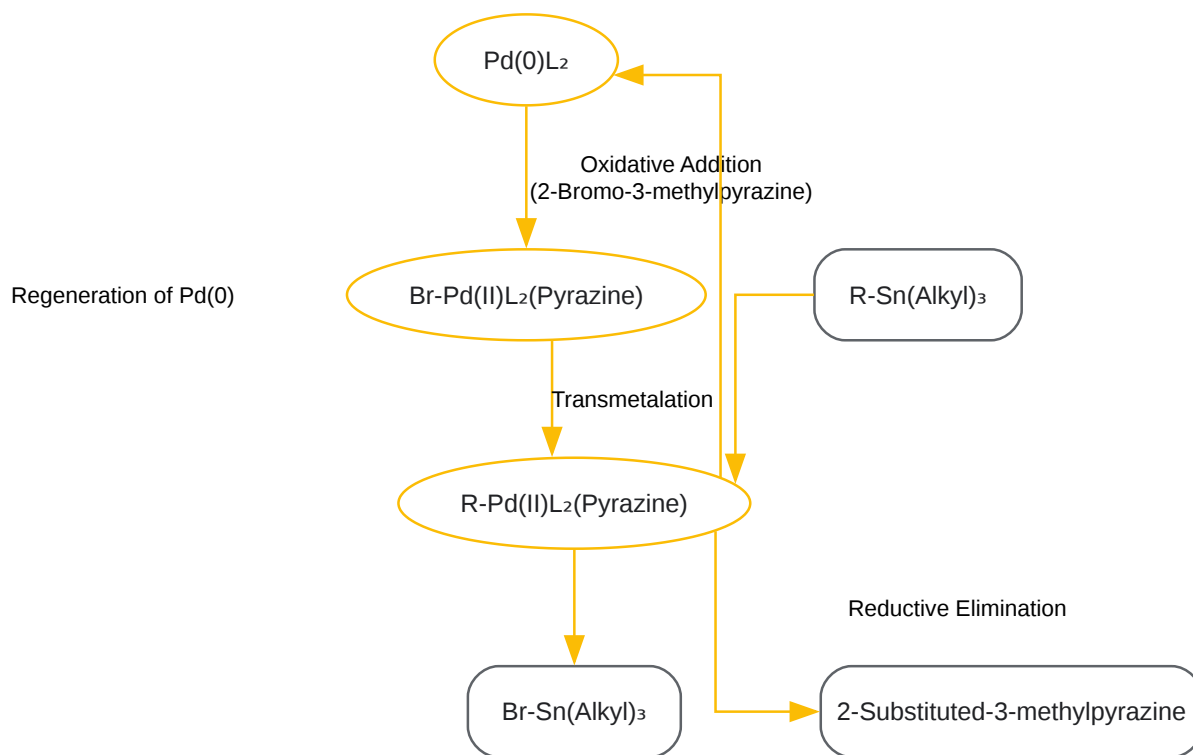 Pd(0)L₂
Oxidative Addition
(2-Bromo-3-methylpyrazine)
Regeneration of Pd(0)
Br-Pd(II)L₂(Pyrazine)
R-Sn(Alkyl)₃
Transmetalation
R-Pd(II)L₂(Pyrazine)
Reductive Elimination
Br-Sn(Alkyl)₃
2-Substituted-3-methylpyrazine